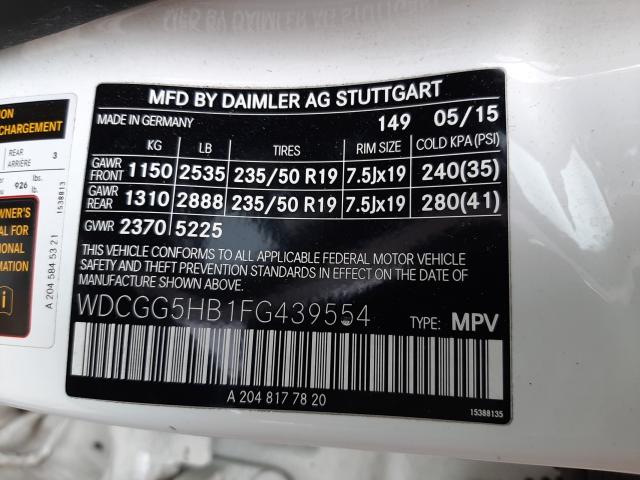 MFD BY DAIMLER AG STUTTGART
MADE IN GERMANY 149 05/15
KG LB TIRES RIM SIZE COLD KPA(PSI)
GAWR FRONT 1150 2535 235/50 R19 7.5Jx19 240(35)
GAWR REAR 1310 2888 235/50 R19 7.5Jx19 280(41)
GVWR 2370 5225
THIS VEHICLE CONFORMS TO ALL APPLICABLE FEDERAL MOTOR VEHICLE
SAFETY AND THEFT PREVENTION STANDARDS IN EFFECT ON THE DATE OF
MANUFACTURE SHOWN ABOVE.
WDCGG5HB1FG439554 TYPE: MPV
A 204 817 78 20
15388135
CHARGEMENT
REAR
ARRIÈRE 3
926 lbs.
lb.
1538813
A 204 584 53 21